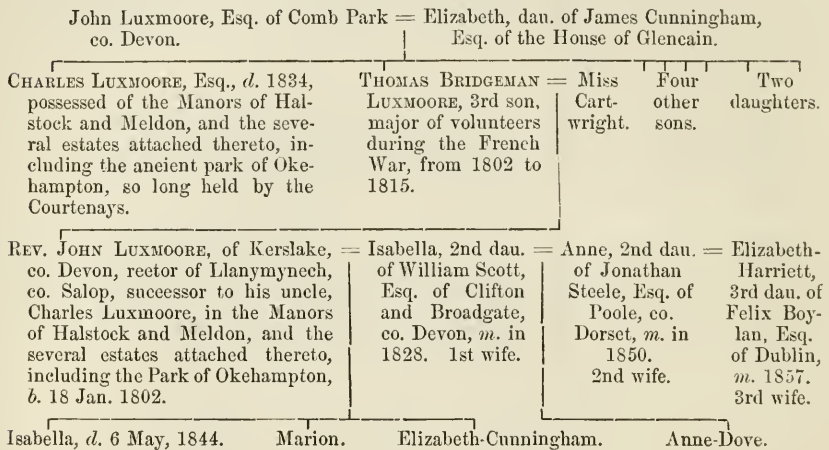 John Luxmoore, Esq. of Comb Park = Elizabeth, dau. of James Cunningham,
co. Devon. Esq. of the House of Glencain.
CHARLES LUXMOORE, Esq., d. 1834,
possessed of the Manors of Hal-
stock and Meldon, and the seve-
ral estates attached thereto, in-
cluding the aneient park of Oke-
hampton, so long held by the
Courtenays.
THOMAS BRIDGEMAN =
LUXMOORE, 3rd son,
major of volunteers
during the French
War, from 1802 to
1815.
Miss
Cart-
wright.
Four
other
sons.
Two
daughters.
REV. JOHN LUXMOORE, of Kerslake, =
co. Devon, rector of Llanymynech,
co. Salop, successor to his uncle,
Charles Luxmoore, in the Manors
of Halstock and Meldon, and the
several estates attached thereto,
including the Park of Okehampton,
b. 18 Jan. 1802.
Isabella, 2nd dau. =
of William Scott,
Esq. of Clifton
and Broadgate,
co. Devon, m. in
1828. 1st wife.
Anne, 2nd dau. =
of Jonathan
Steele, Esq. of
Poole, co.
Dorset, m. in
1850.
2nd wife.
Elizabeth-
Harriett,
3rd dau. of
Felix Boy-
lan, Esq.
of Dublin,
m. 1857.
3rd wife.
Isabella, d. 6 May, 1844. Marion. Elizabeth-Cunningham. Anne-Dove.